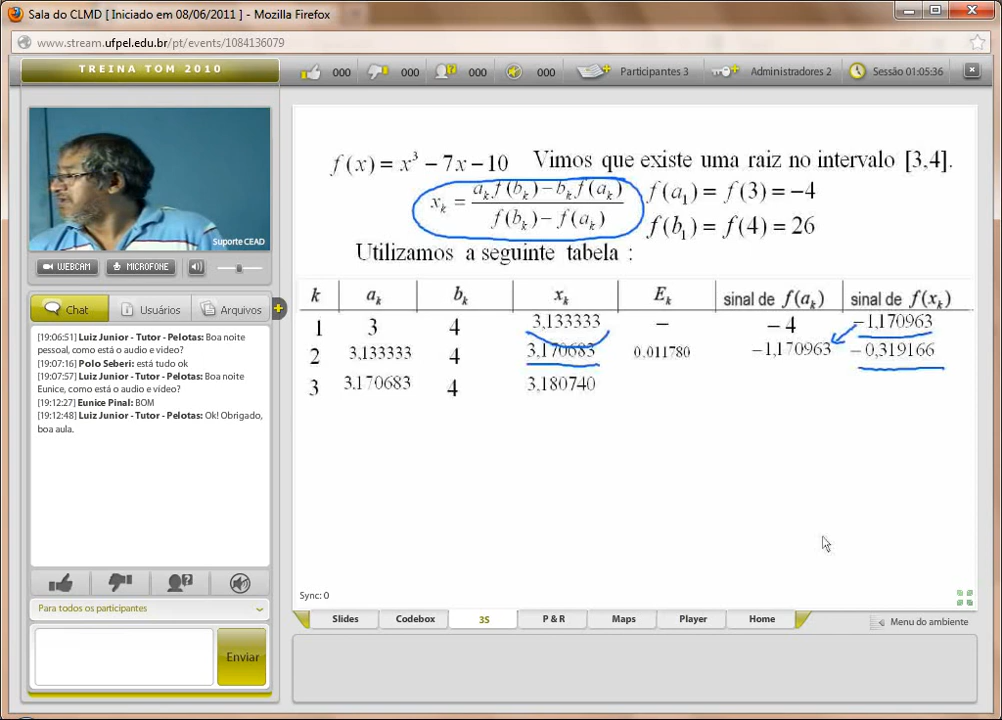 Sala do CLMD [ Iniciado em 08/06/2011 ] - Mozilla Firefox
www.stream.ufpel.edu.br/pt/events/1084136079
TREINA TOM 2010
000 000 000 000 Participantes 3 Administradores 2 Sessão 01:05:36
Suporte CEAD
WEBCAM MICROFONE
Chat Usuários Arquivos
[19:06:51] Luiz Junior - Tutor - Pelotas: Boa noite
pessoal, como está o audio e video?
[19:07:16] Polo Seberi: está tudo ok
[19:07:57] Luiz Junior - Tutor - Pelotas: Boa noite
Eunice, como está o audio e vídeo?
[19:12:27] Eunice Pinal: BOM
[19:12:48] Luiz Junior - Tutor - Pelotas: Ok! Obrigado,
boa aula.
Para todos os participantes
Enviar
f(x) = x³ − 7x − 10 Vimos que existe uma raiz no intervalo [3,4].
x_k = (a_k f(b_k) − b_k f(a_k)) / (f(b_k) − f(a_k)) f(a₁) = f(3) = −4
f(b₁) = f(4) = 26
Utilizamos a seguinte tabela :
k a_k b_k x_k E_k sinal de f(a_k) sinal de f(x_k)
1 3 4 3,133333 − −4 −1,170963
2 3,133333 4 3,170683 0.011780 −1,170963 −0,319166
3 3,170683 4 3,180740
Sync: 0
Slides Codebox 3S P & R Maps Player Home Menu do ambiente